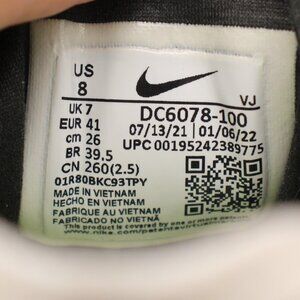 US
8
VJ
UK 7
EUR 41
cm 26
BR 39.5
CN 260(2.5)
DC6078-100
07/13/21 01/06/22
UPC 00195242389775
01R80BKC93TPY
MADE IN VIETNAM
HECHO EN VIETNAM
FABRIQUE AU VIETNAM
FABRICADO NO VIETNÃ